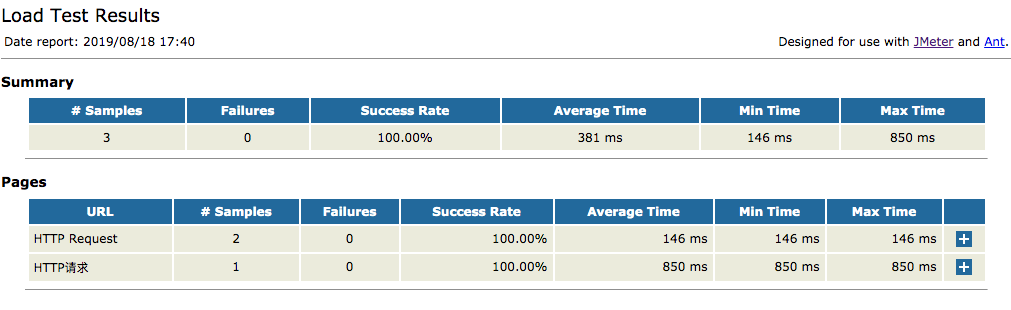 Load Test Results
Date report: 2019/08/18 17:40
Designed for use with JMeter and Ant.
Summary
# Samples Failures Success Rate Average Time Min Time Max Time
3 0 100.00% 381 ms 146 ms 850 ms
Pages
URL # Samples Failures Success Rate Average Time Min Time Max Time
HTTP Request 2 0 100.00% 146 ms 146 ms 146 ms
HTTP请求 1 0 100.00% 850 ms 850 ms 850 ms